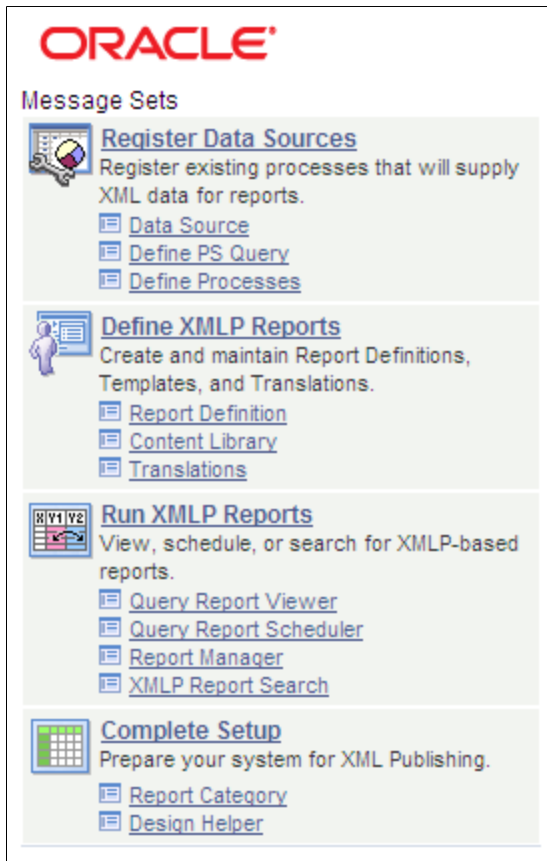 ORACLE
Message Sets
Register Data Sources
Register existing processes that will supply
XML data for reports.
Data Source
Define PS Query
Define Processes
Define XMLP Reports
Create and maintain Report Definitions,
Templates, and Translations.
Report Definition
Content Library
Translations
X Y1 Y2
Run XMLP Reports
View, schedule, or search for XMLP-based
reports.
Query Report Viewer
Query Report Scheduler
Report Manager
XMLP Report Search
Complete Setup
Prepare your system for XML Publishing.
Report Category
Design Helper